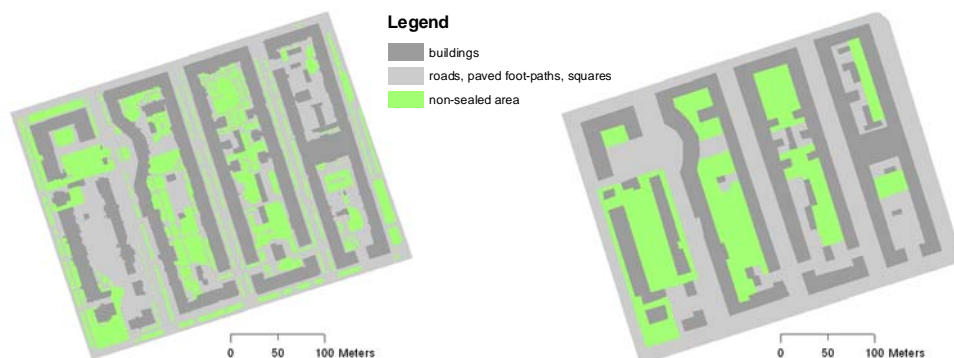 Legend
buildings
roads, paved foot-paths, squares
non-sealed area
0 50 100 Meters
0 50 100 Meters